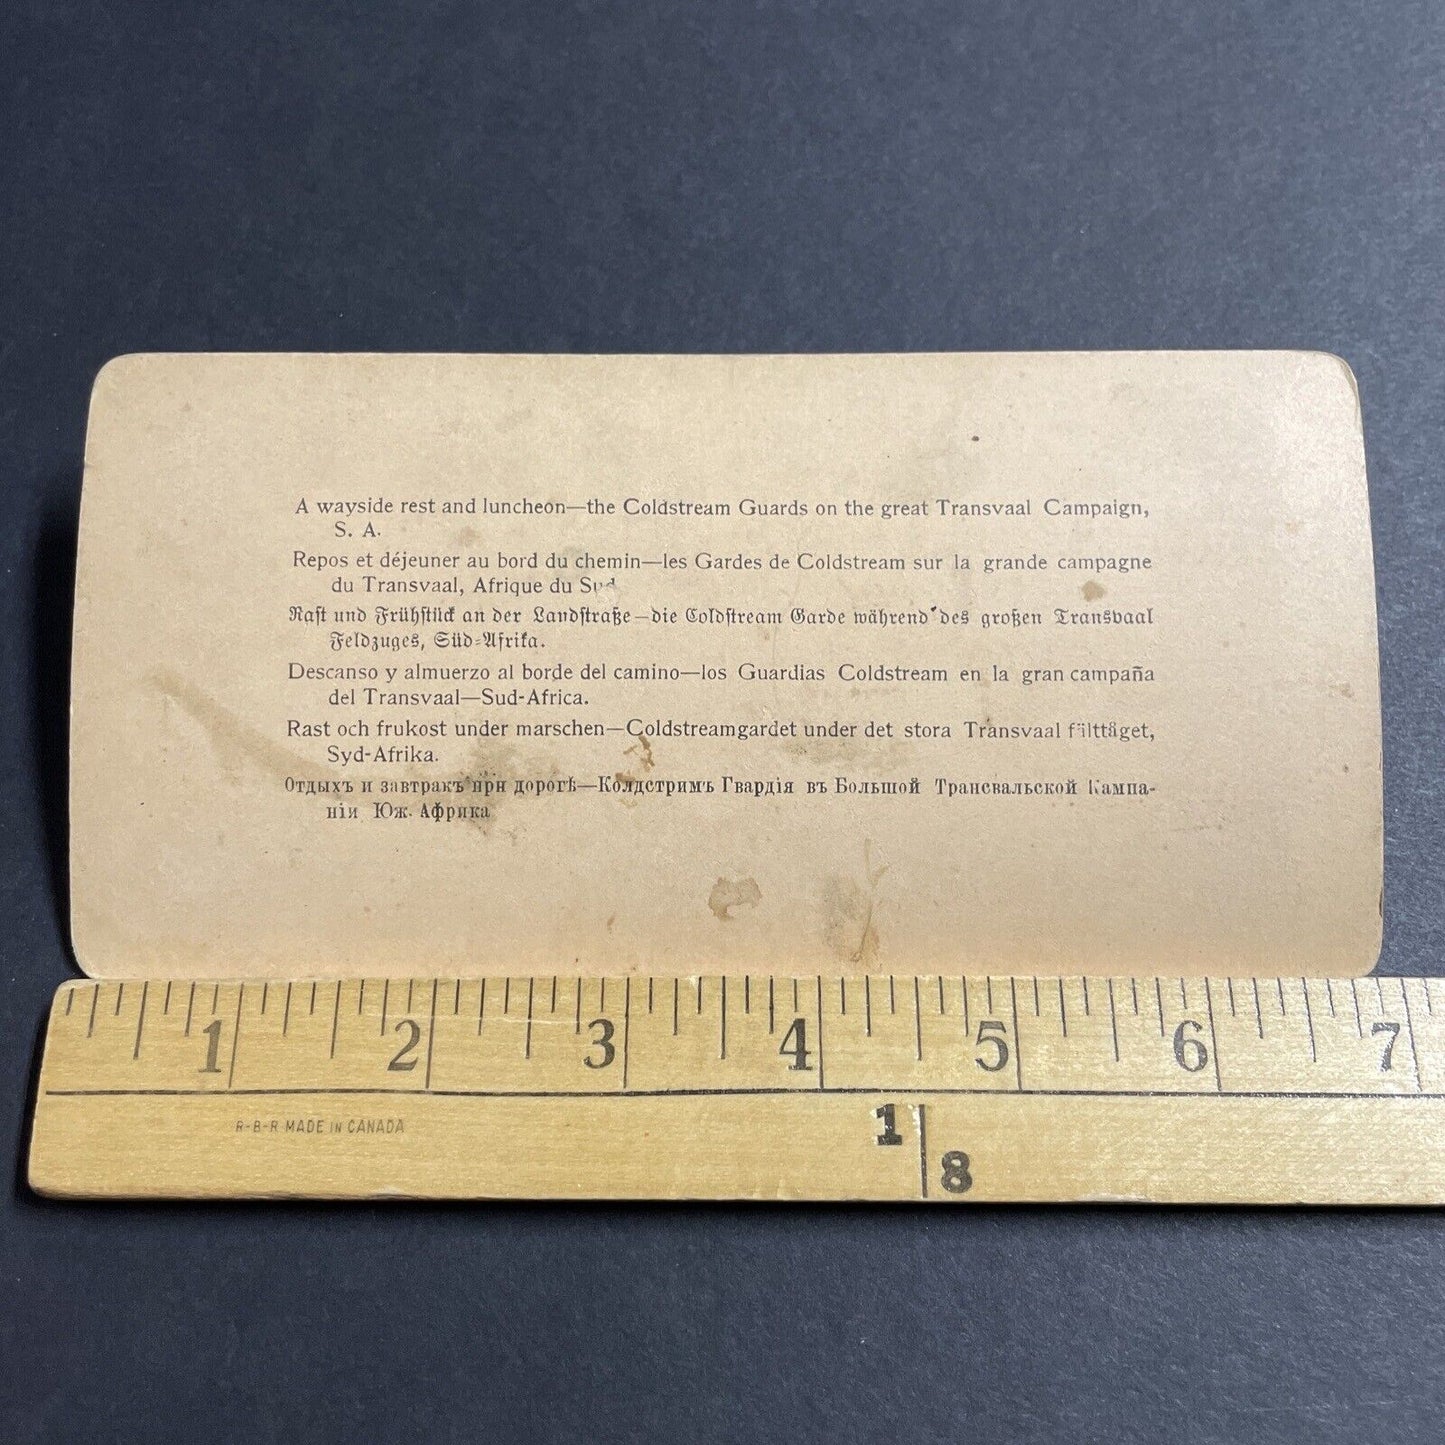 A wayside rest and luncheon—the Coldstream Guards on the great Transvaal Campaign,
S. A.
Repos et déjeuner au bord du chemin—les Gardes de Coldstream sur la grande campagne
du Transvaal, Afrique du Sud
Rast und Frühstück an der Landstraße—die Coldstream Garde während des großen Transvaal
Feldzuges, Süd-Afrika.
Descanso y almuerzo al borde del camino—los Guardias Coldstream en la gran campaña
del Transvaal—Sud-Africa.
Rast och frukost under marschen—Coldstreamgardet under det stora Transvaal fälttåget,
Syd-Afrika.
Отдыхъ и завтракъ при дорогѣ—Колдстримъ Гвардія въ Большой Трансвальской Кампа-
ніи Юж. Африка
1 2 3 4 5 6 7
R-B-R MADE IN CANADA
1 8